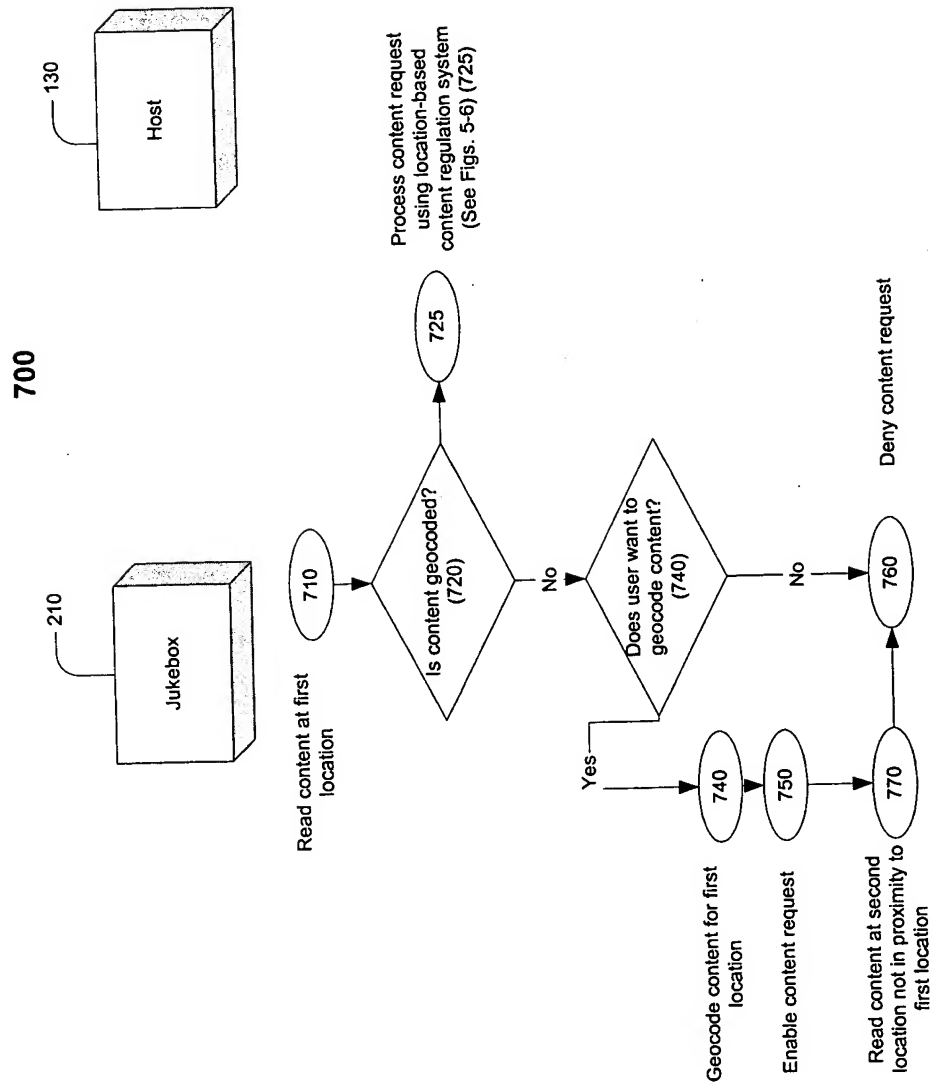 700
210
Jukebox
130
Host
Read content at first
location
710
Is content geocoded?
(720)
725
Process content request
using location-based
content regulation system
(See Figs. 5-6) (725)
No
Does user want to
geocode content?
(740)
Yes
No
Geocode content for first
location
740
Enable content request
750
Read content at second
location not in proximity to
first location
770
760
Deny content request